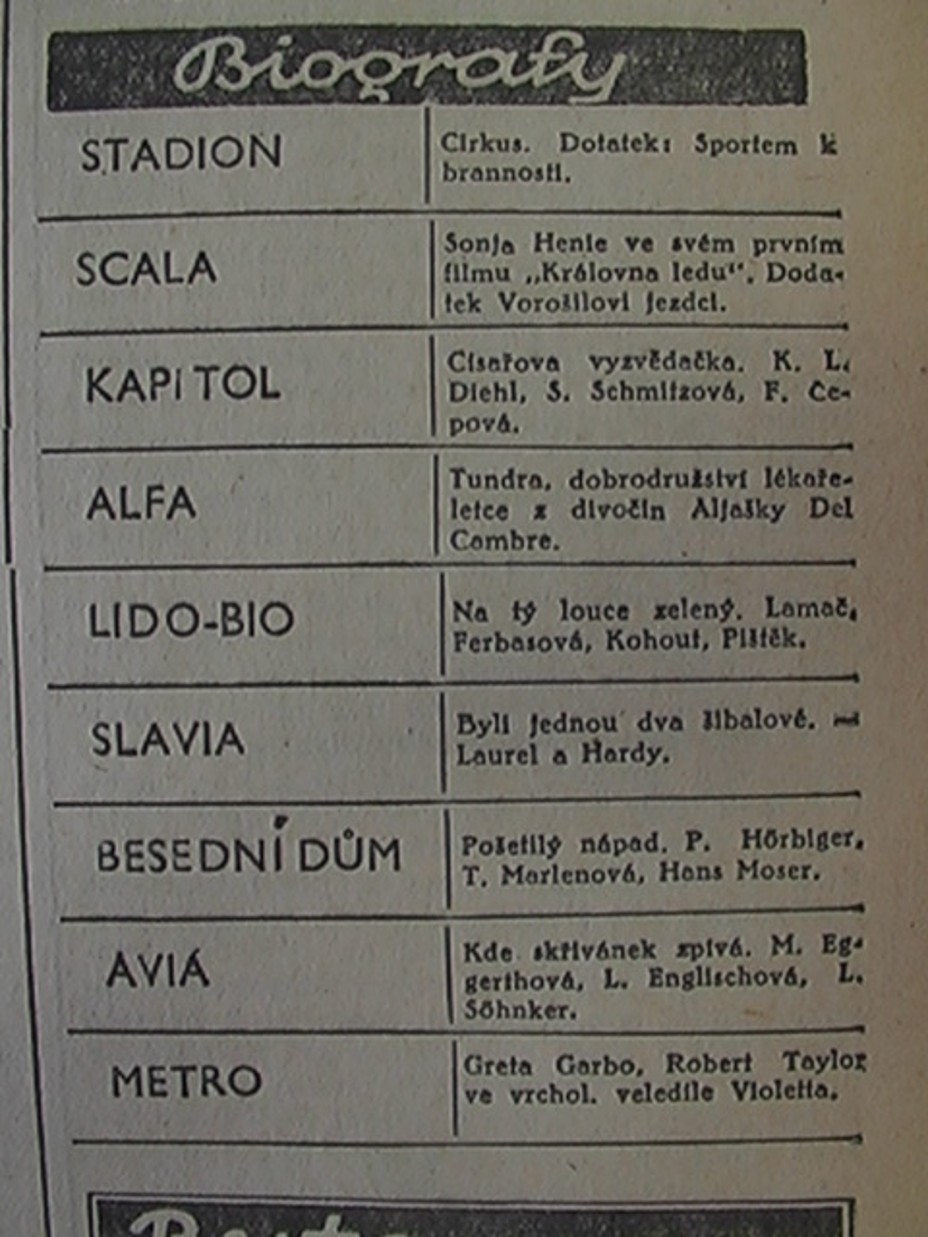 Biografy
STADION
Cirkus. Dotatek: Sportem k
brannosti.
SCALA
Sonja Henie ve svém prvním
filmu „Královna ledu“. Doda-
tek Vorošilovi jezdci.
KAPITOL
Císařova vyzvědačka. K. L.
Diehl, S. Schmitzová, F. Če-
pová.
ALFA
Tundra, dobrodružství lékaře-
letce z divočin Aljašky Del
Cambre.
LIDO-BIO
Na tý louce zelený. Lamač,
Ferbasová, Kohout, Pištěk.
SLAVIA
Byli jednou dva šibalové. —
Laurel a Hardy.
BESEDNÍ DŮM
Pošetilý nápad. P. Hörbiger,
T. Marlenová, Hans Moser.
AVIA
Kde skřivánek zpívá. M. Eg-
gerthová, L. Englischová, L.
Söhnker.
METRO
Greta Garbo, Robert Taylor
ve vrchol. veledíle Violetta.